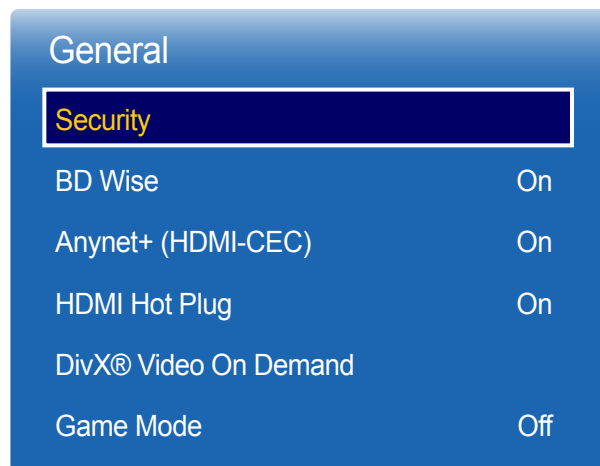 General
Security
BD Wise On
Anynet+ (HDMI-CEC) On
HDMI Hot Plug On
DivX® Video On Demand
Game Mode Off